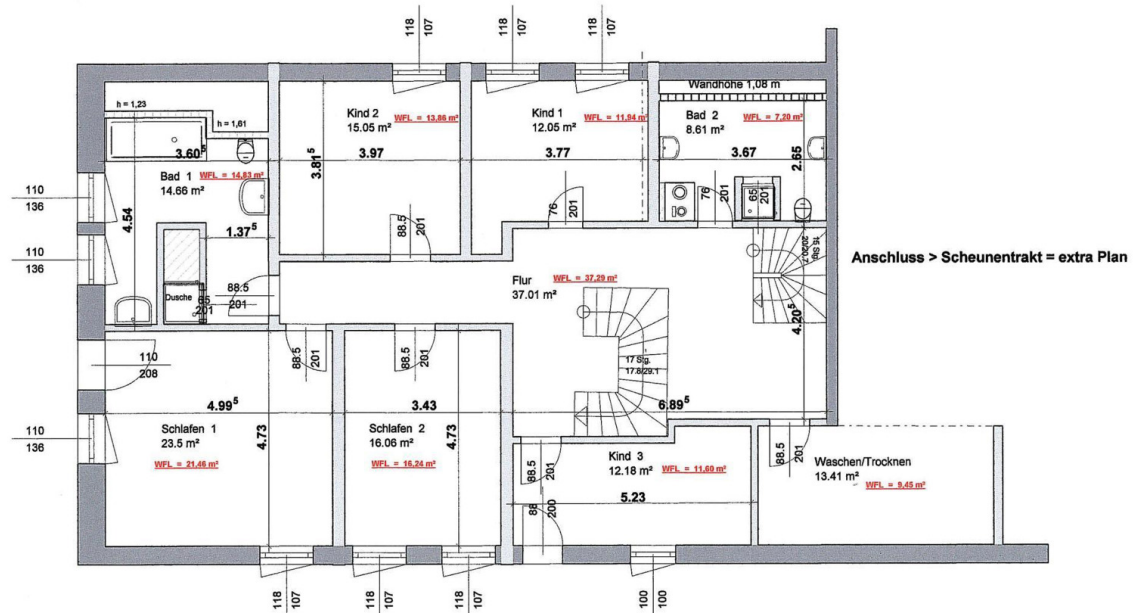 118
107
118
107
118
107
Wandhöhe 1,08 m
h = 1,23
h = 1,61
Kind 2
15.05 m²
WFL = 13,86 m²
Kind 1
12.05 m²
WFL = 11,94 m²
Bad 2
8.61 m²
WFL = 7,20 m²
3.60⁵
3.97
3.77
3.67
2.65
3.81⁵
Bad 1
14.66 m²
WFL = 14,83 m²
110
136
4.54
76
201
76
201
65
201
1.37⁵
88.5
201
15 Stg.
20/20.7
110
136
Anschluss > Scheunentrakt = extra Plan
Flur
37.01 m²
WFL = 37,29 m²
88.5
201
Dusche
65
201
4.20⁵
110
208
88.5
201
88.5
201
17 Stg.
17.8/29.1
4.99⁵
3.43
6.89⁵
110
136
Schlafen 1
23.5 m²
WFL = 21,46 m²
4.73
Schlafen 2
16.06 m²
WFL = 16,24 m²
4.73
88.5
201
Kind 3
12.18 m²
WFL = 11,60 m²
88.5
201
Waschen/Trocknen
13.41 m²
WFL = 9,45 m²
5.23
88
200
118
107
118
107
118
107
100
100